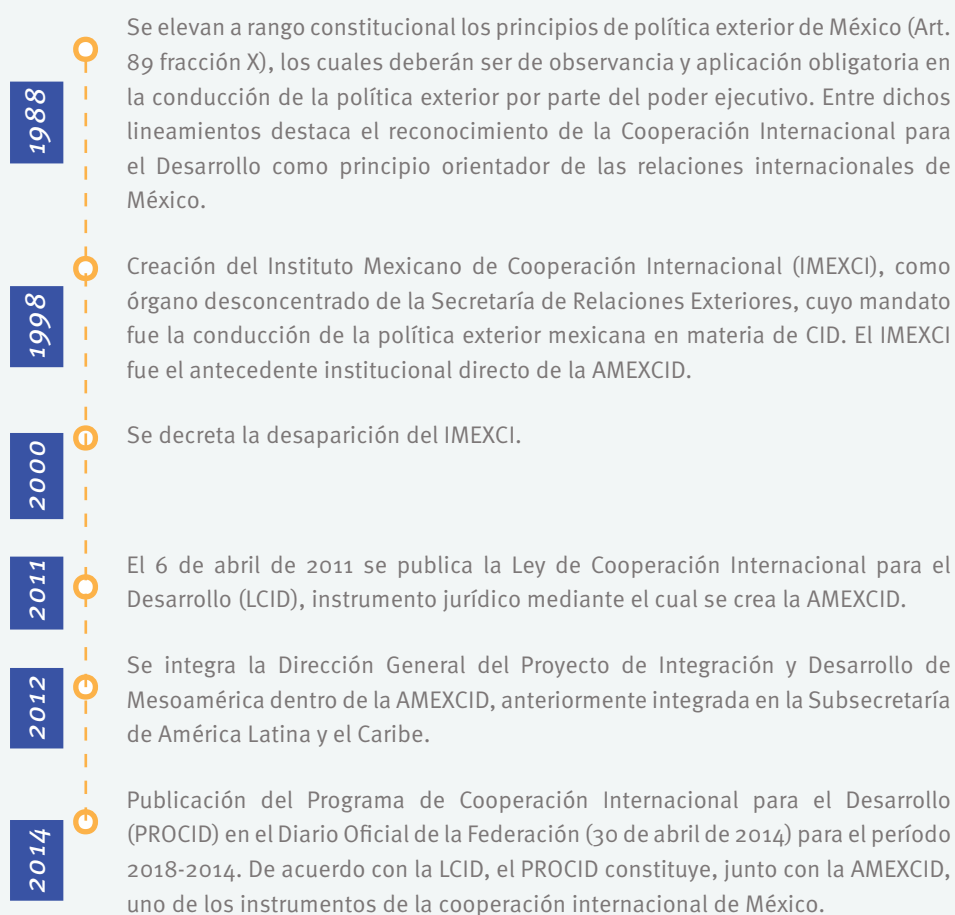 1988
Se elevan a rango constitucional los principios de política exterior de México (Art.
89 fracción X), los cuales deberán ser de observancia y aplicación obligatoria en
la conducción de la política exterior por parte del poder ejecutivo. Entre dichos
lineamientos destaca el reconocimiento de la Cooperación Internacional para
el Desarrollo como principio orientador de las relaciones internacionales de
México.
1998
Creación del Instituto Mexicano de Cooperación Internacional (IMEXCI), como
órgano desconcentrado de la Secretaría de Relaciones Exteriores, cuyo mandato
fue la conducción de la política exterior mexicana en materia de CID. El IMEXCI
fue el antecedente institucional directo de la AMEXCID.
2000
Se decreta la desaparición del IMEXCI.
2011
El 6 de abril de 2011 se publica la Ley de Cooperación Internacional para el
Desarrollo (LCID), instrumento jurídico mediante el cual se crea la AMEXCID.
2012
Se integra la Dirección General del Proyecto de Integración y Desarrollo de
Mesoamérica dentro de la AMEXCID, anteriormente integrada en la Subsecretaría
de América Latina y el Caribe.
2014
Publicación del Programa de Cooperación Internacional para el Desarrollo
(PROCID) en el Diario Oficial de la Federación (30 de abril de 2014) para el período
2018-2014. De acuerdo con la LCID, el PROCID constituye, junto con la AMEXCID,
uno de los instrumentos de la cooperación internacional de México.